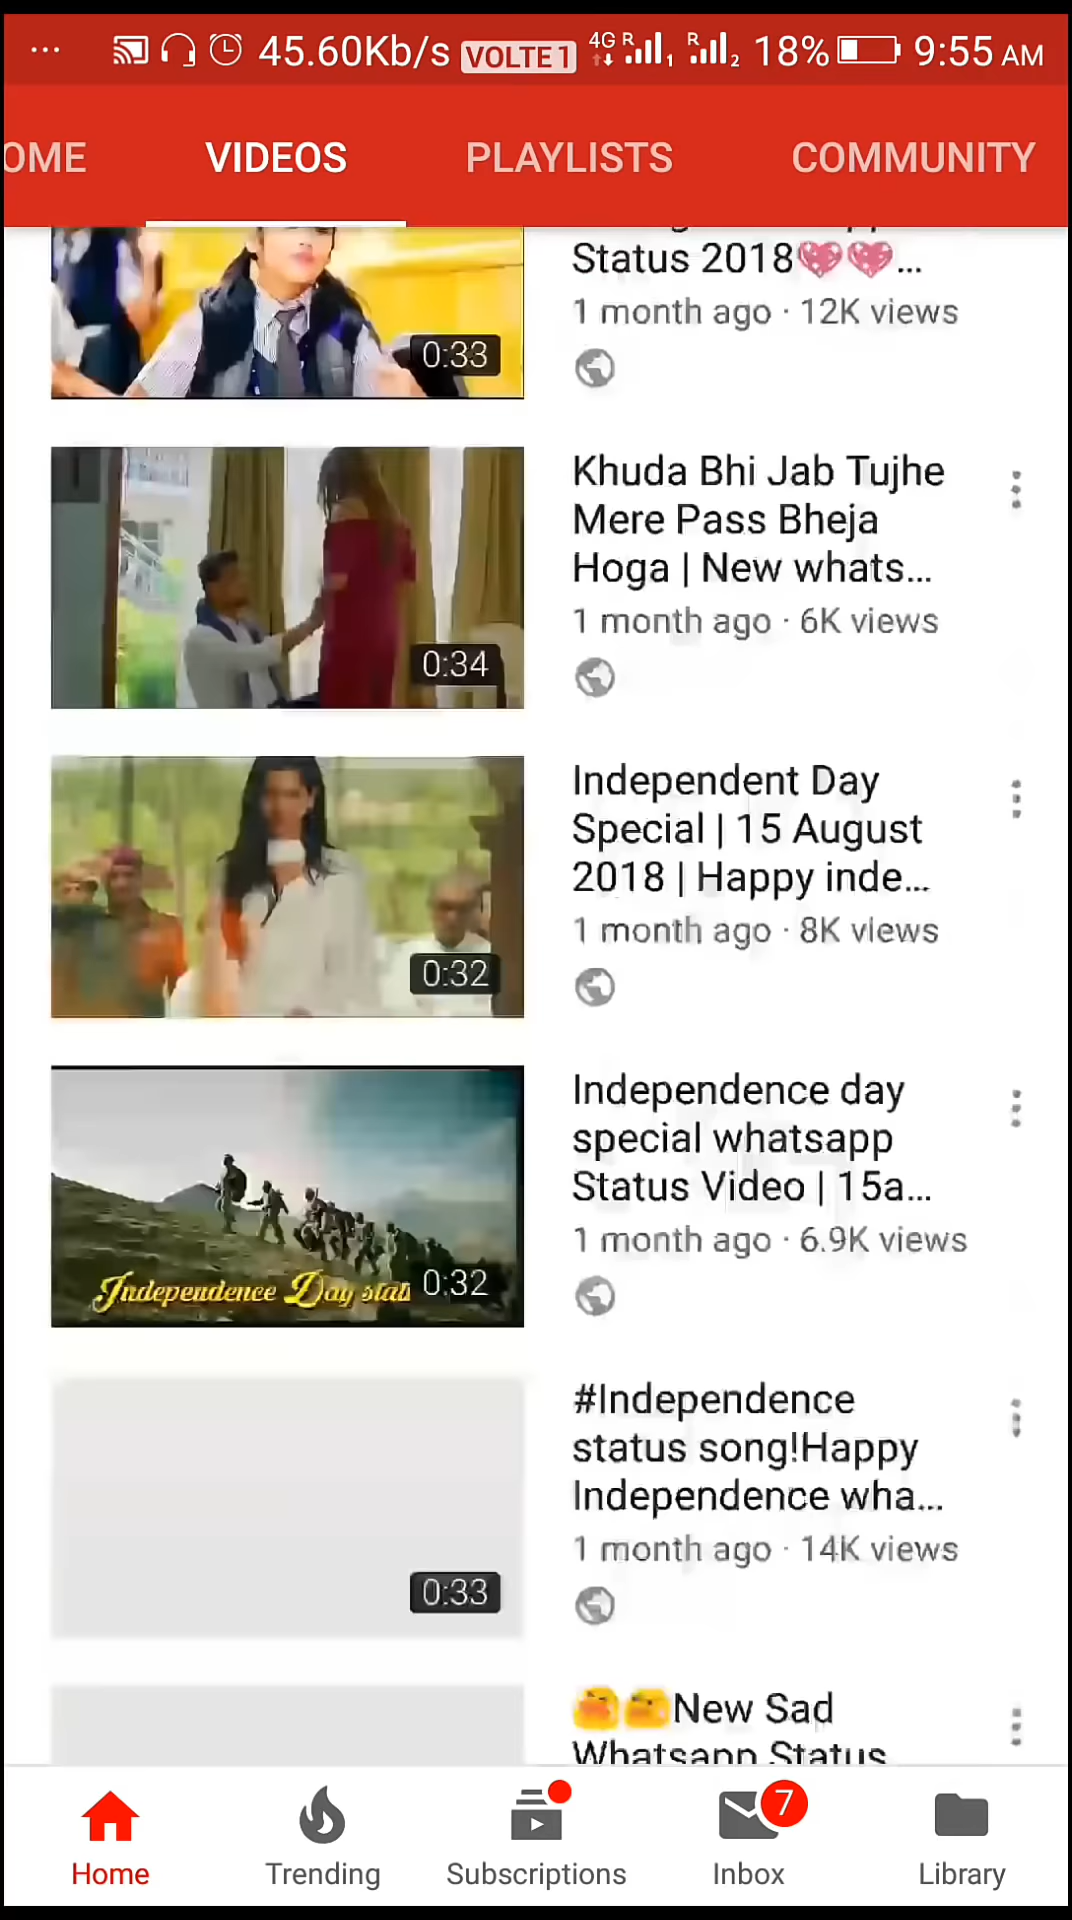 ... 45.60Kb/s VOLTE1 4G R 1 R 2 18% 9:55 AM
OME VIDEOS PLAYLISTS COMMUNITY
Status 2018💖💖...
1 month ago · 12K views
0:33
Khuda Bhi Jab Tujhe
Mere Pass Bheja
Hoga | New whats...
1 month ago · 6K views
0:34
Independent Day
Special | 15 August
2018 | Happy inde...
1 month ago · 8K views
0:32
Independence day
special whatsapp
Status Video | 15a...
1 month ago · 6.9K views
Independence Day stat 0:32
#Independence
status song!Happy
Independence wha...
1 month ago · 14K views
0:33
New Sad
Whatsapp Status
7
Home Trending Subscriptions Inbox Library